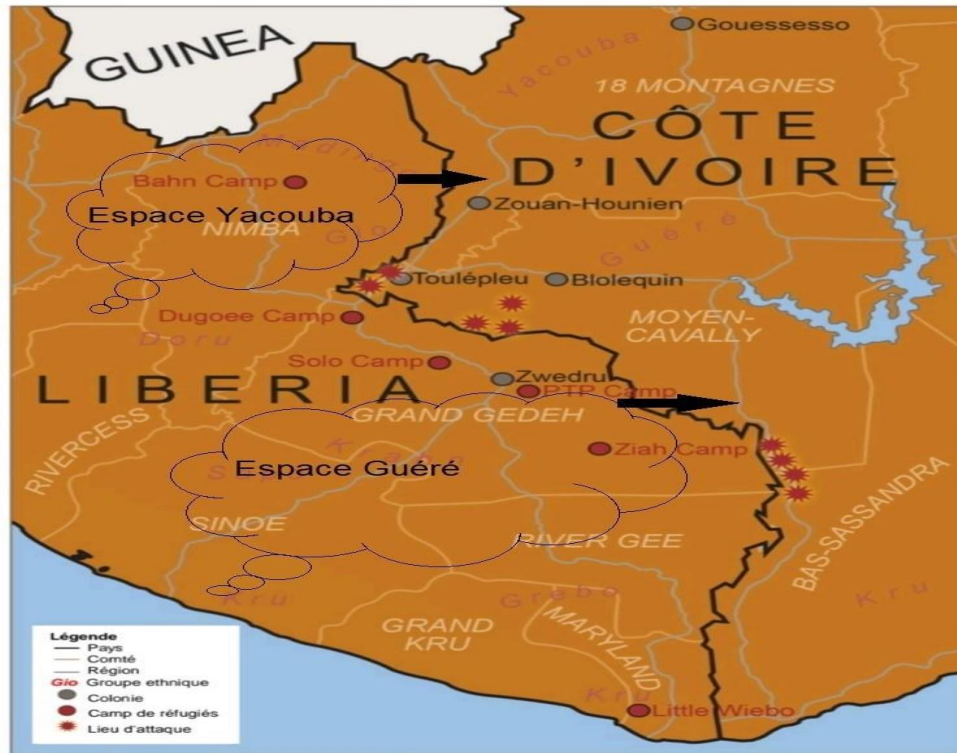 Gouessesso
GUINEA
Yacouba
18 MONTAGNES
CÔTE
D'IVOIRE
Bahn Camp
Espace Yacouba
NIMBA
Gio
Zouan-Hounien
Guéré
Toulépleu
Blolequin
MOYEN-
CAVALLY
Dugoee Camp
Doru
Solo Camp
LIBERIA
Zwedru
PTP Camp
GRAND GEDEH
RIVERCESS
Ziah Camp
Espace Guéré
SINOE
RIVER GEE
BAS-SASSANDRA
Kru
Grebo
Kru
GRAND
KRU
MARYLAND
Kru
Little Wiebo
Légende
Pays
Comté
Région
Gio Groupe ethnique
Colonie
Camp de réfugiés
Lieu d'attaque